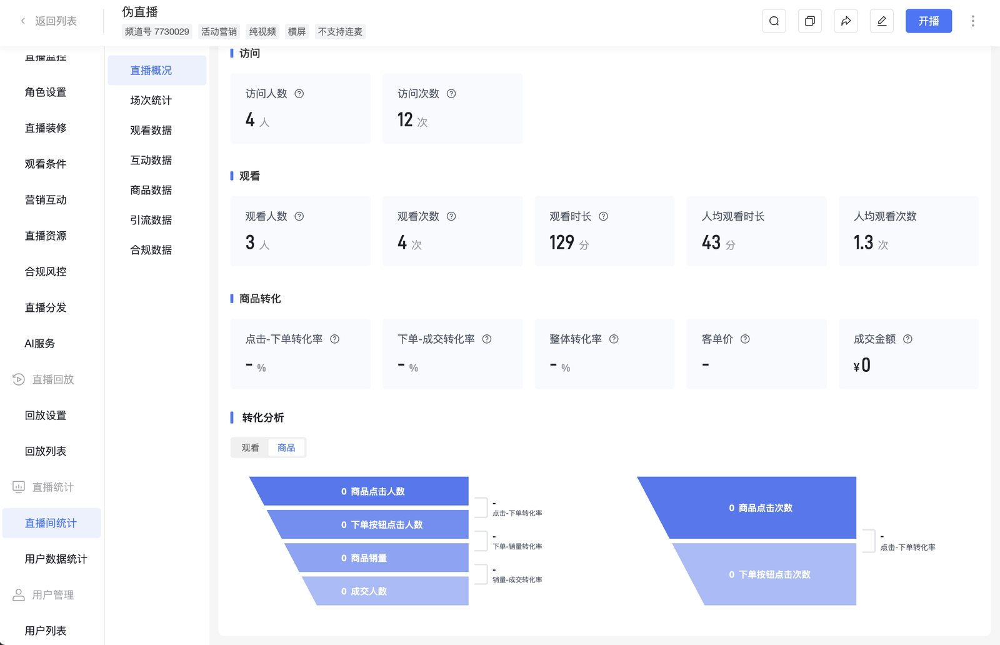 返回列表
伪直播
频道号 7730029 活动营销 纯视频 横屏 不支持连麦
开播
直播监控
角色设置
直播装修
观看条件
营销互动
直播资源
合规风控
直播分发
AI服务
直播回放
回放设置
回放列表
直播统计
直播间统计
用户数据统计
用户管理
用户列表
直播概况
场次统计
观看数据
互动数据
商品数据
引流数据
合规数据
访问
访问人数
4 人
访问次数
12 次
观看
观看人数
3 人
观看次数
4 次
观看时长
129 分
人均观看时长
43 分
人均观看次数
1.3 次
商品转化
点击-下单转化率
- %
下单-成交转化率
- %
整体转化率
- %
客单价
-
成交金额
¥0
转化分析
观看 商品
0 商品点击人数
0 下单按钮点击人数
0 商品销量
0 成交人数
-
点击-下单转化率
-
下单-销量转化率
-
销量-成交转化率
0 商品点击次数
0 下单按钮点击次数
-
点击-下单转化率